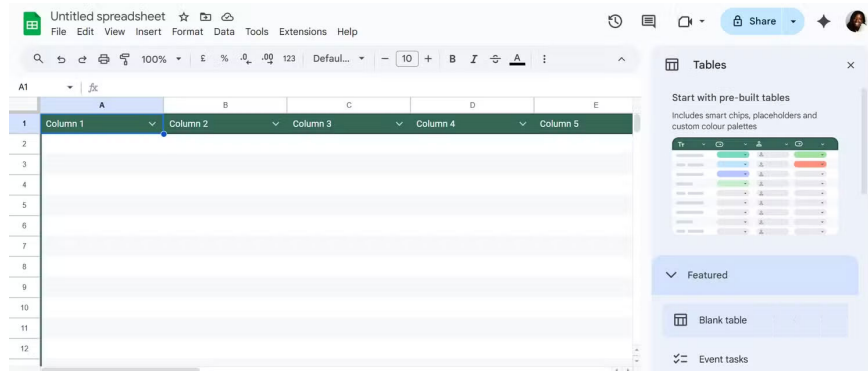 Untitled spreadsheet
File Edit View Insert Format Data Tools Extensions Help
Share
100% £ % .0 .00 123 Defaul... 10 B I A
A1 fx
A B C D E
1 Column 1 Column 2 Column 3 Column 4 Column 5
2
3
4
5
6
7
8
9
10
11
12
Tables
Start with pre-built tables
Includes smart chips, placeholders and
custom colour palettes
Tт
Featured
Blank table
Event tasks